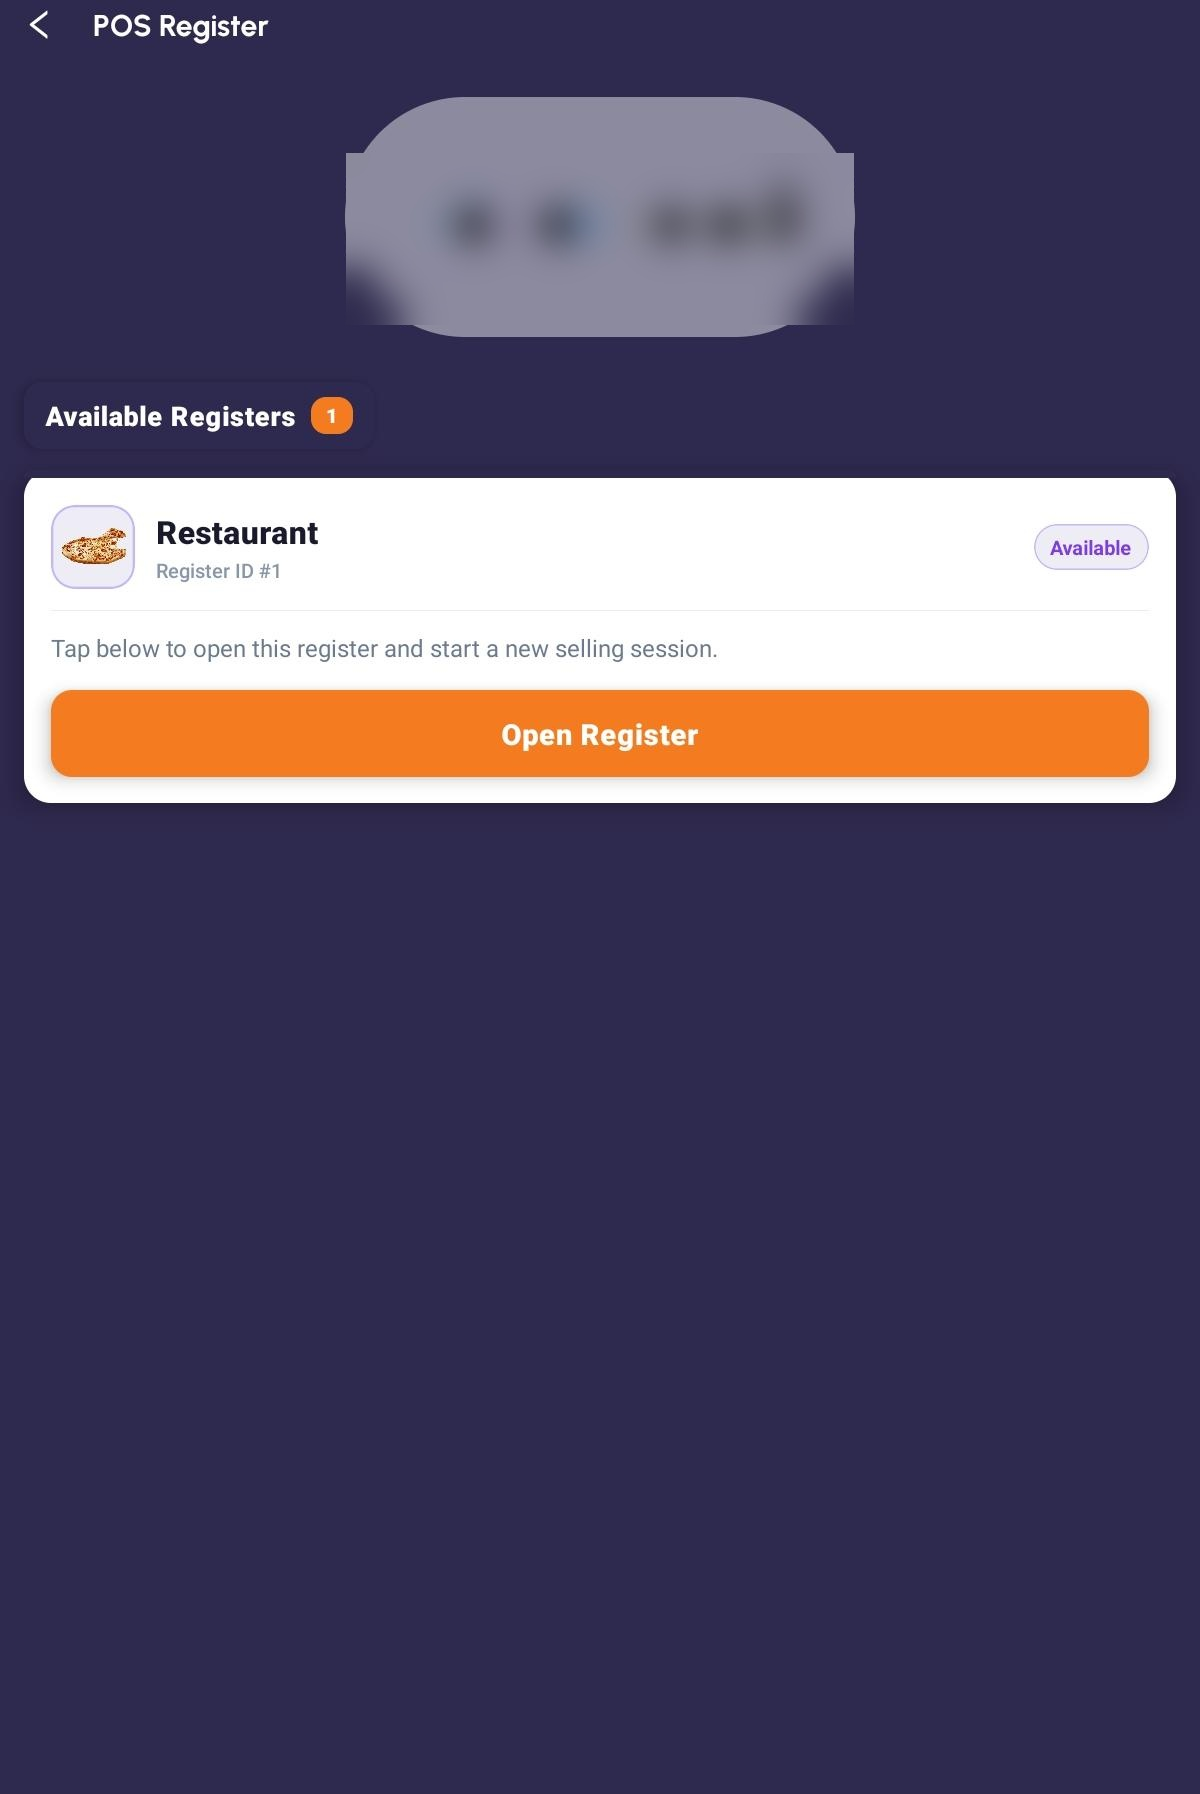 POS Register
Available Registers 1
Restaurant
Register ID #1
Available
Tap below to open this register and start a new selling session.
Open Register